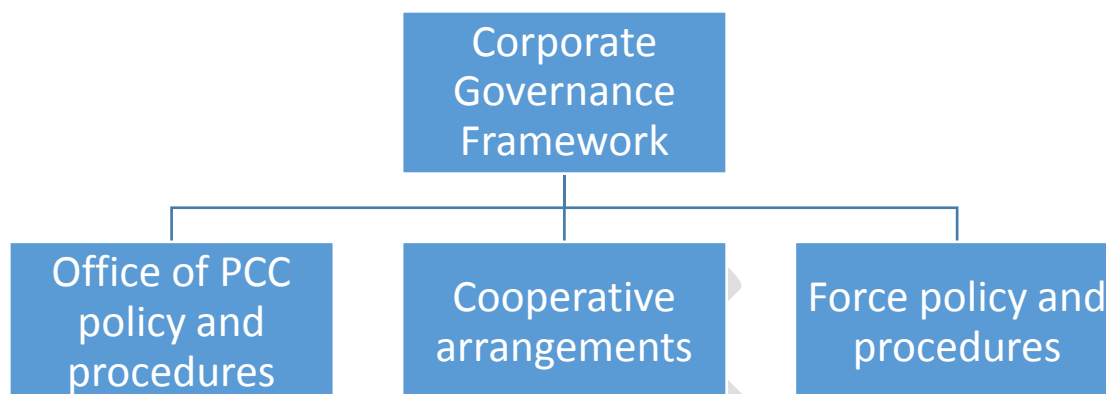 Corporate
Governance
Framework
Office of PCC
policy and
procedures
Cooperative
arrangements
Force policy and
procedures